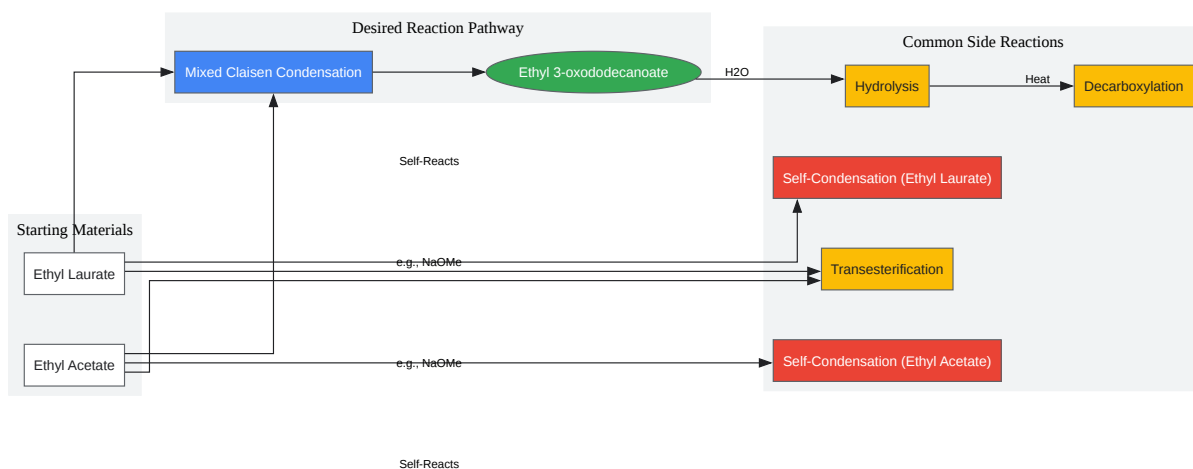 Desired Reaction Pathway
Common Side Reactions
Mixed Claisen Condensation
Ethyl 3-oxododecanoate
H2O
Hydrolysis
Heat
Decarboxylation
Self-Reacts
Self-Condensation (Ethyl Laurate)
Starting Materials
Ethyl Laurate
e.g., NaOMe
Transesterification
Ethyl Acetate
e.g., NaOMe
Self-Condensation (Ethyl Acetate)
Self-Reacts